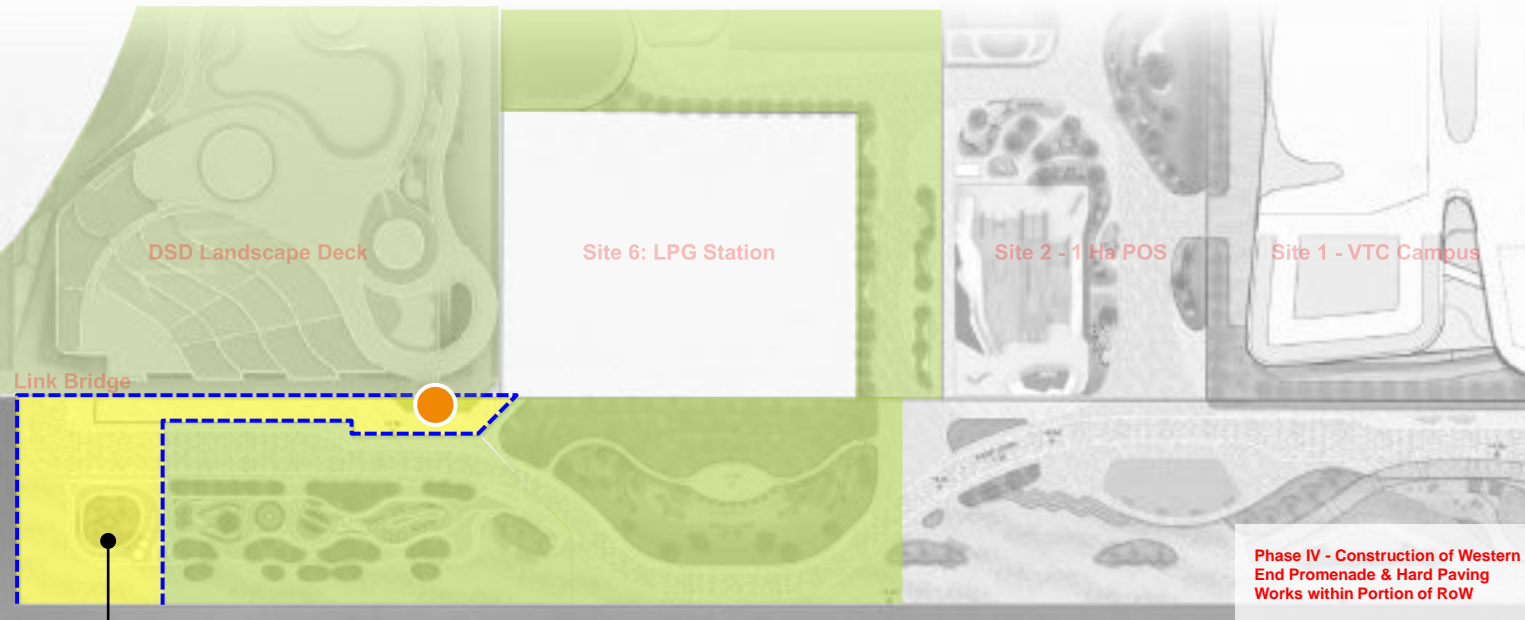 DSD Landscape Deck
Site 6: LPG Station
Site 2 - 1 Ha POS
Site 1 - VTC Campus
Link Bridge
Phase IV - Construction of Western
End Promenade & Hard Paving
Works within Portion of RoW